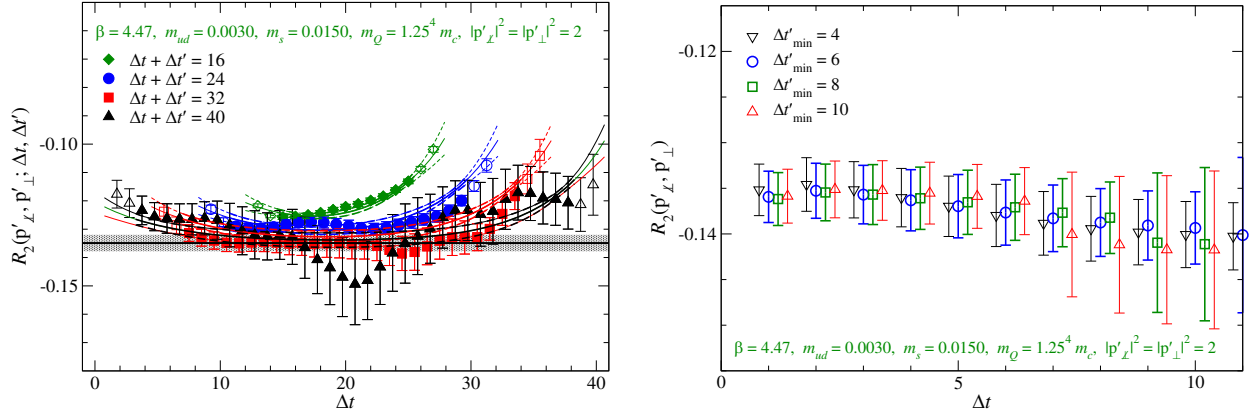 β = 4.47, m_ud = 0.0030, m_s = 0.0150, m_Q = 1.25⁴ m_c, |p′_⊥̸|² = |p′_⊥|² = 2
Δt + Δt′ = 16
Δt + Δt′ = 24
Δt + Δt′ = 32
Δt + Δt′ = 40
-0.10
-0.15
R₂(p′_⊥̸, p′_⊥; Δt, Δt′)
0 10 20 30 40
Δt
-0.12
-0.14
R₂(p′_⊥̸, p′_⊥)
Δt′_min = 4
Δt′_min = 6
Δt′_min = 8
Δt′_min = 10
β = 4.47, m_ud = 0.0030, m_s = 0.0150, m_Q = 1.25⁴ m_c, |p′_⊥̸|² = |p′_⊥|² = 2
0 5 10
Δt